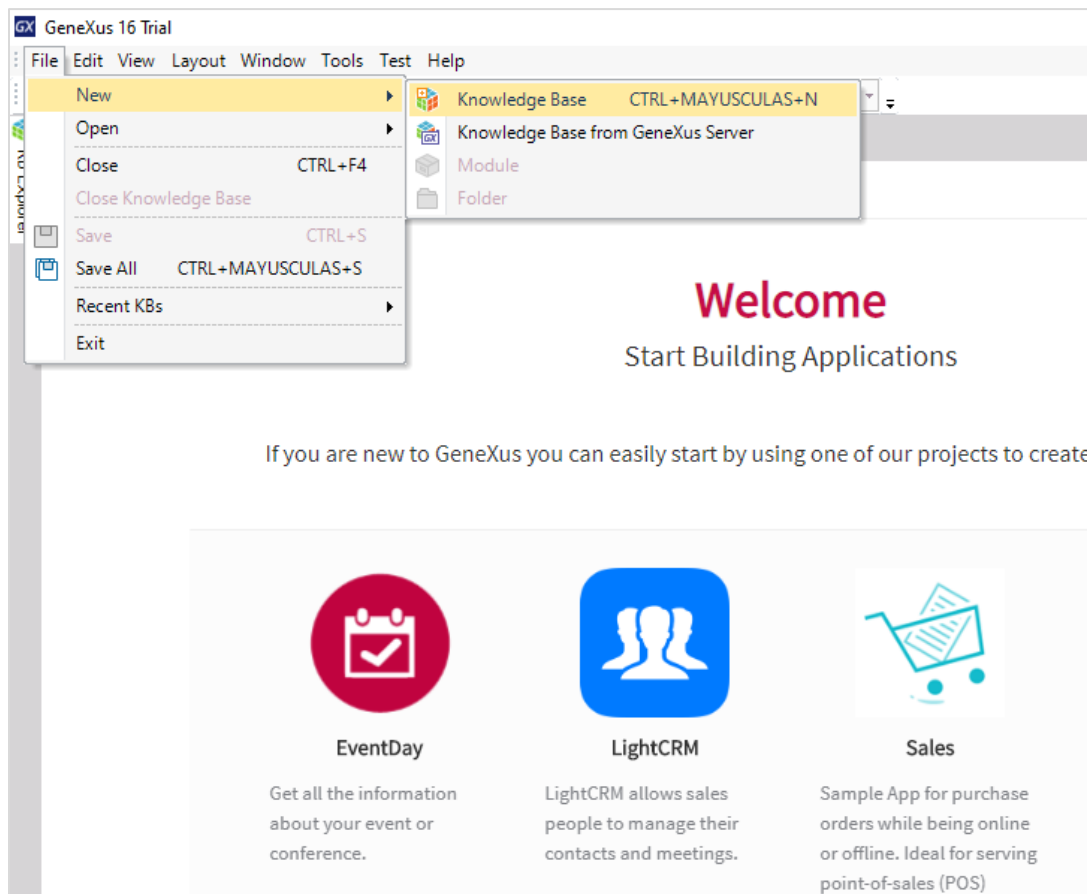 GX GeneXus 16 Trial
File Edit View Layout Window Tools Test Help
New
Knowledge Base CTRL+MAYUSCULAS+N
Open
Knowledge Base from GeneXus Server
Close CTRL+F4
Module
Close Knowledge Base
Folder
Save CTRL+S
Save All CTRL+MAYUSCULAS+S
Recent KBs
Exit
Welcome
Start Building Applications
If you are new to GeneXus you can easily start by using one of our projects to create
EventDay
Get all the information
about your event or
conference.
LightCRM
LightCRM allows sales
people to manage their
contacts and meetings.
Sales
Sample App for purchase
orders while being online
or offline. Ideal for serving
point-of-sales (POS)